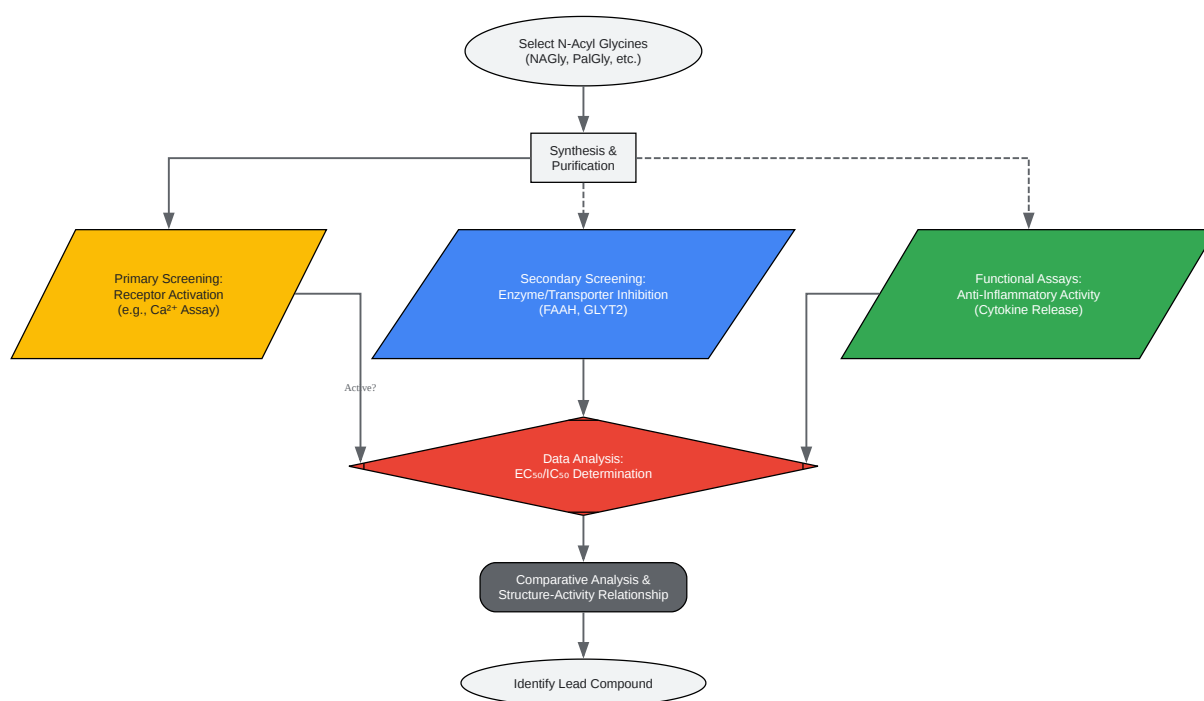 Select N-Acyl Glycines
(NAGly, PalGly, etc.)
Synthesis &
Purification
Primary Screening:
Receptor Activation
(e.g., Ca²⁺ Assay)
Secondary Screening:
Enzyme/Transporter Inhibition
(FAAH, GLYT2)
Functional Assays:
Anti-Inflammatory Activity
(Cytokine Release)
Active?
Data Analysis:
EC₅₀/IC₅₀ Determination
Comparative Analysis &
Structure-Activity Relationship
Identify Lead Compound